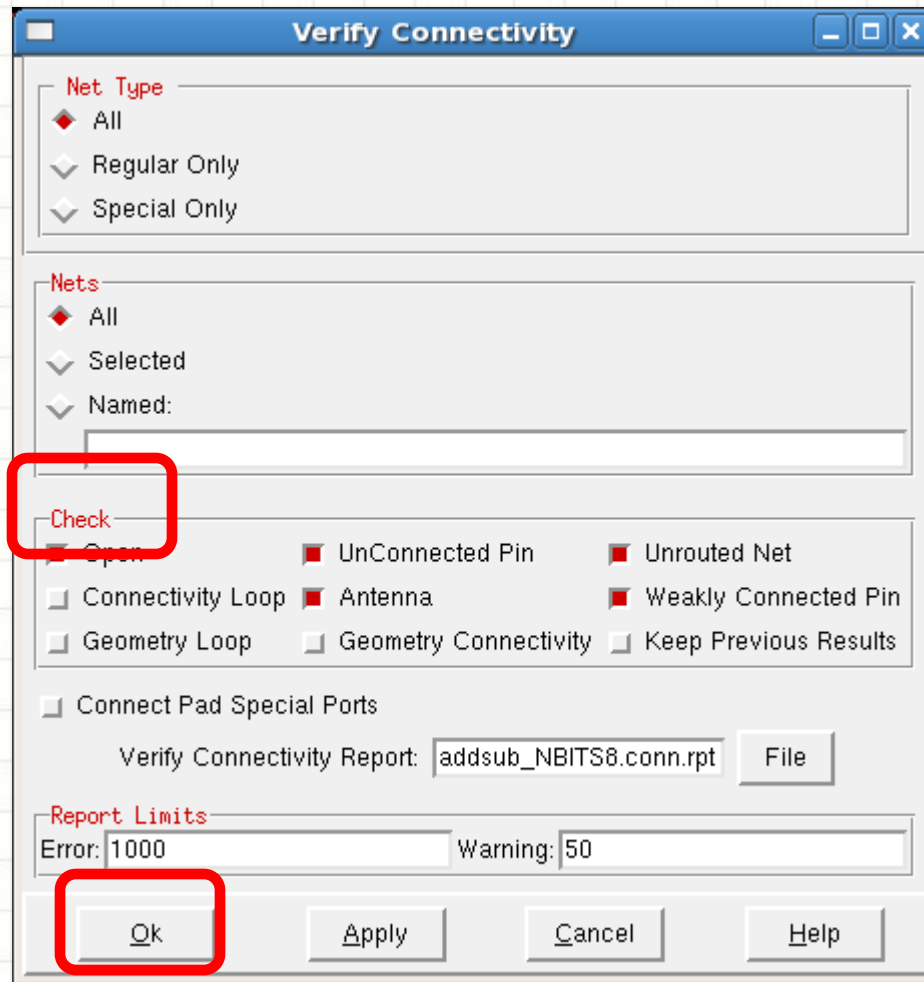 Verify Connectivity
Net Type
All
Regular Only
Special Only
Nets
All
Selected
Named:
Check
Open UnConnected Pin Unrouted Net
Connectivity Loop Antenna Weakly Connected Pin
Geometry Loop Geometry Connectivity Keep Previous Results
Connect Pad Special Ports
Verify Connectivity Report: addsub_NBITS8.conn.rpt File
Report Limits
Error: 1000 Warning: 50
Ok Apply Cancel Help